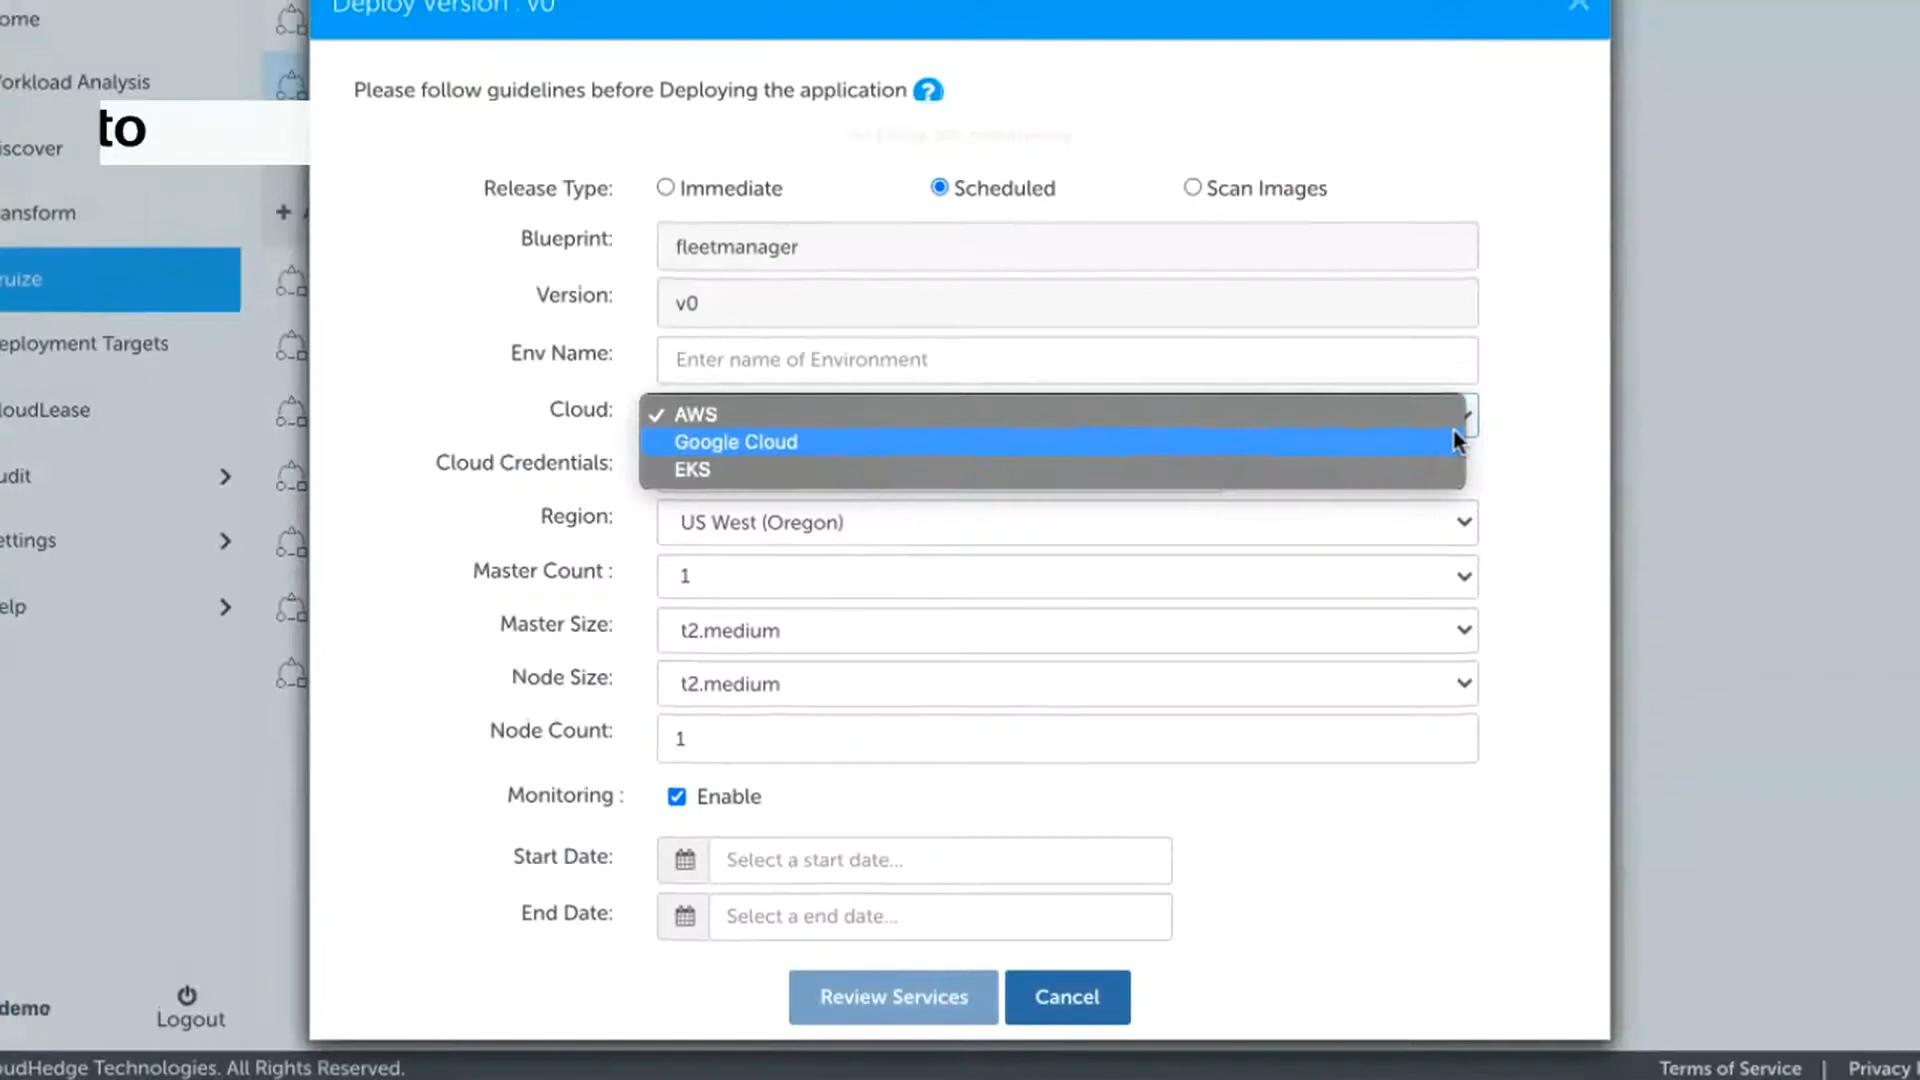 Deploy Version : v0
ome
orkload Analysis
to
iscover
ansform
ruize
eployment Targets
loudLease
udit
ettings
elp
demo
Logout
Please follow guidelines before Deploying the application ?
Release Type: Immediate Scheduled Scan Images
Blueprint: fleetmanager
Version: v0
Env Name: Enter name of Environment
Cloud: AWS
Google Cloud
EKS
Cloud Credentials:
Region: US West (Oregon)
Master Count : 1
Master Size: t2.medium
Node Size: t2.medium
Node Count: 1
Monitoring : Enable
Start Date: Select a start date...
End Date: Select a end date...
Review Services Cancel
oudHedge Technologies. All Rights Reserved.
Terms of Service | Privacy